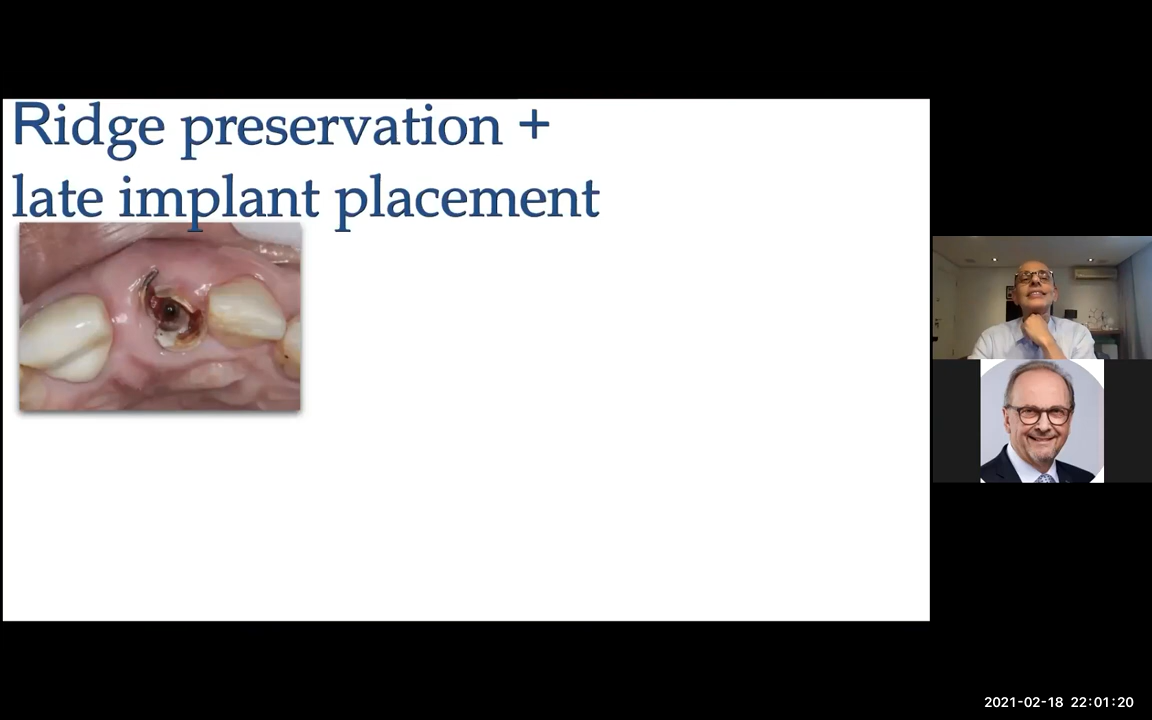 Ridge preservation +
late implant placement
2021-02-18 22:01:20